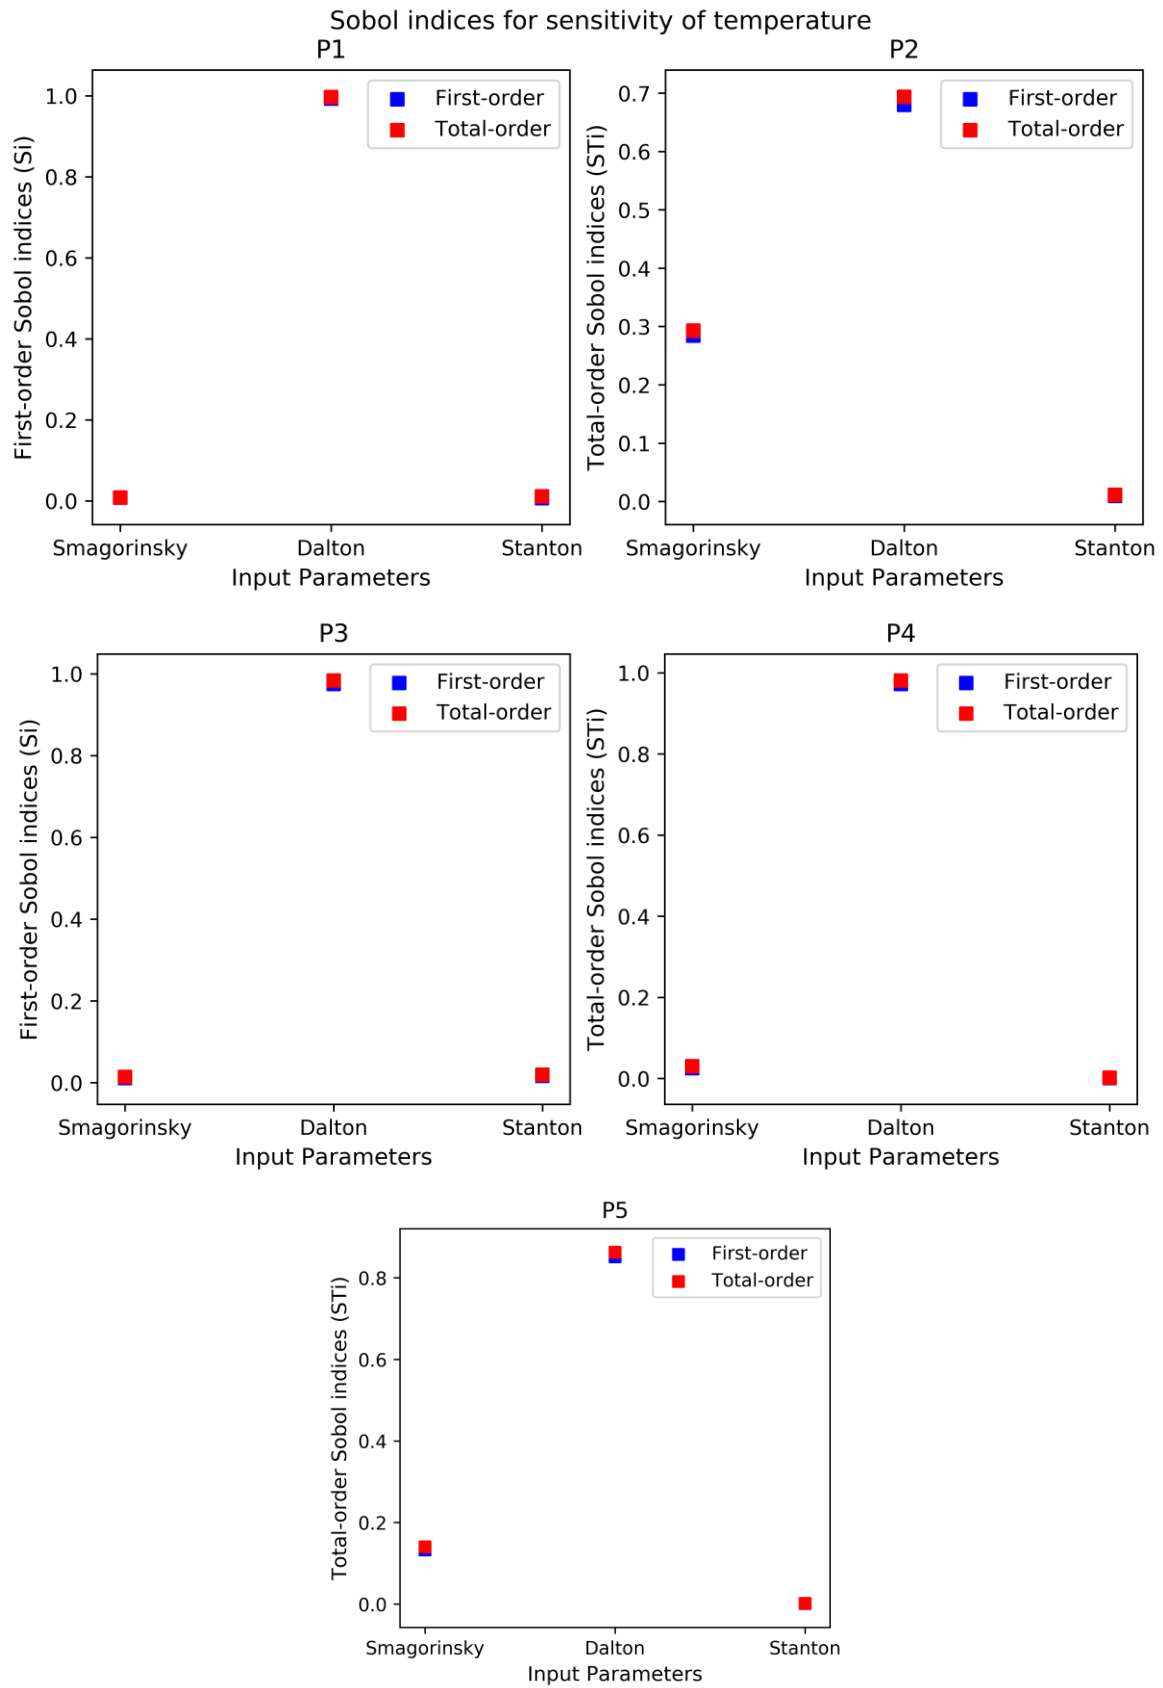 Sobol indices for sensitivity of temperature
P1
First-order
Total-order
First-order Sobol indices (Si)
1.0
0.8
0.6
0.4
0.2
0.0
Smagorinsky
Dalton
Stanton
Input Parameters
P2
First-order
Total-order
Total-order Sobol indices (STi)
0.7
0.6
0.5
0.4
0.3
0.2
0.1
0.0
Smagorinsky
Dalton
Stanton
Input Parameters
P3
First-order
Total-order
First-order Sobol indices (Si)
1.0
0.8
0.6
0.4
0.2
0.0
Smagorinsky
Dalton
Stanton
Input Parameters
P4
First-order
Total-order
Total-order Sobol indices (STi)
1.0
0.8
0.6
0.4
0.2
0.0
Smagorinsky
Dalton
Stanton
Input Parameters
P5
First-order
Total-order
Total-order Sobol indices (STi)
0.8
0.6
0.4
0.2
0.0
Smagorinsky
Dalton
Stanton
Input Parameters